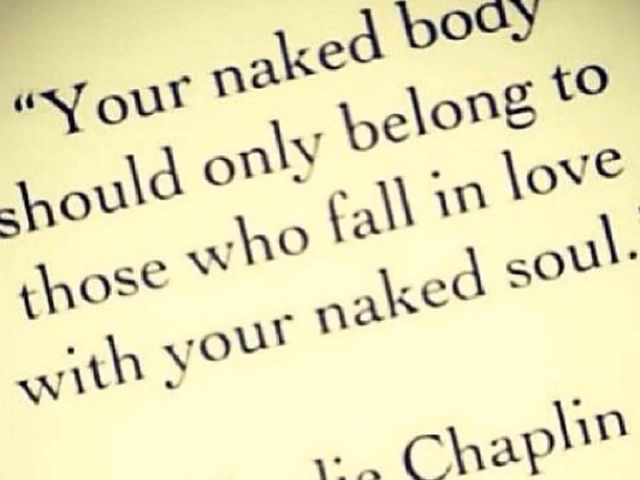 "Your naked body
should only belong to
those who fall in love
with your naked soul."
Chaplin